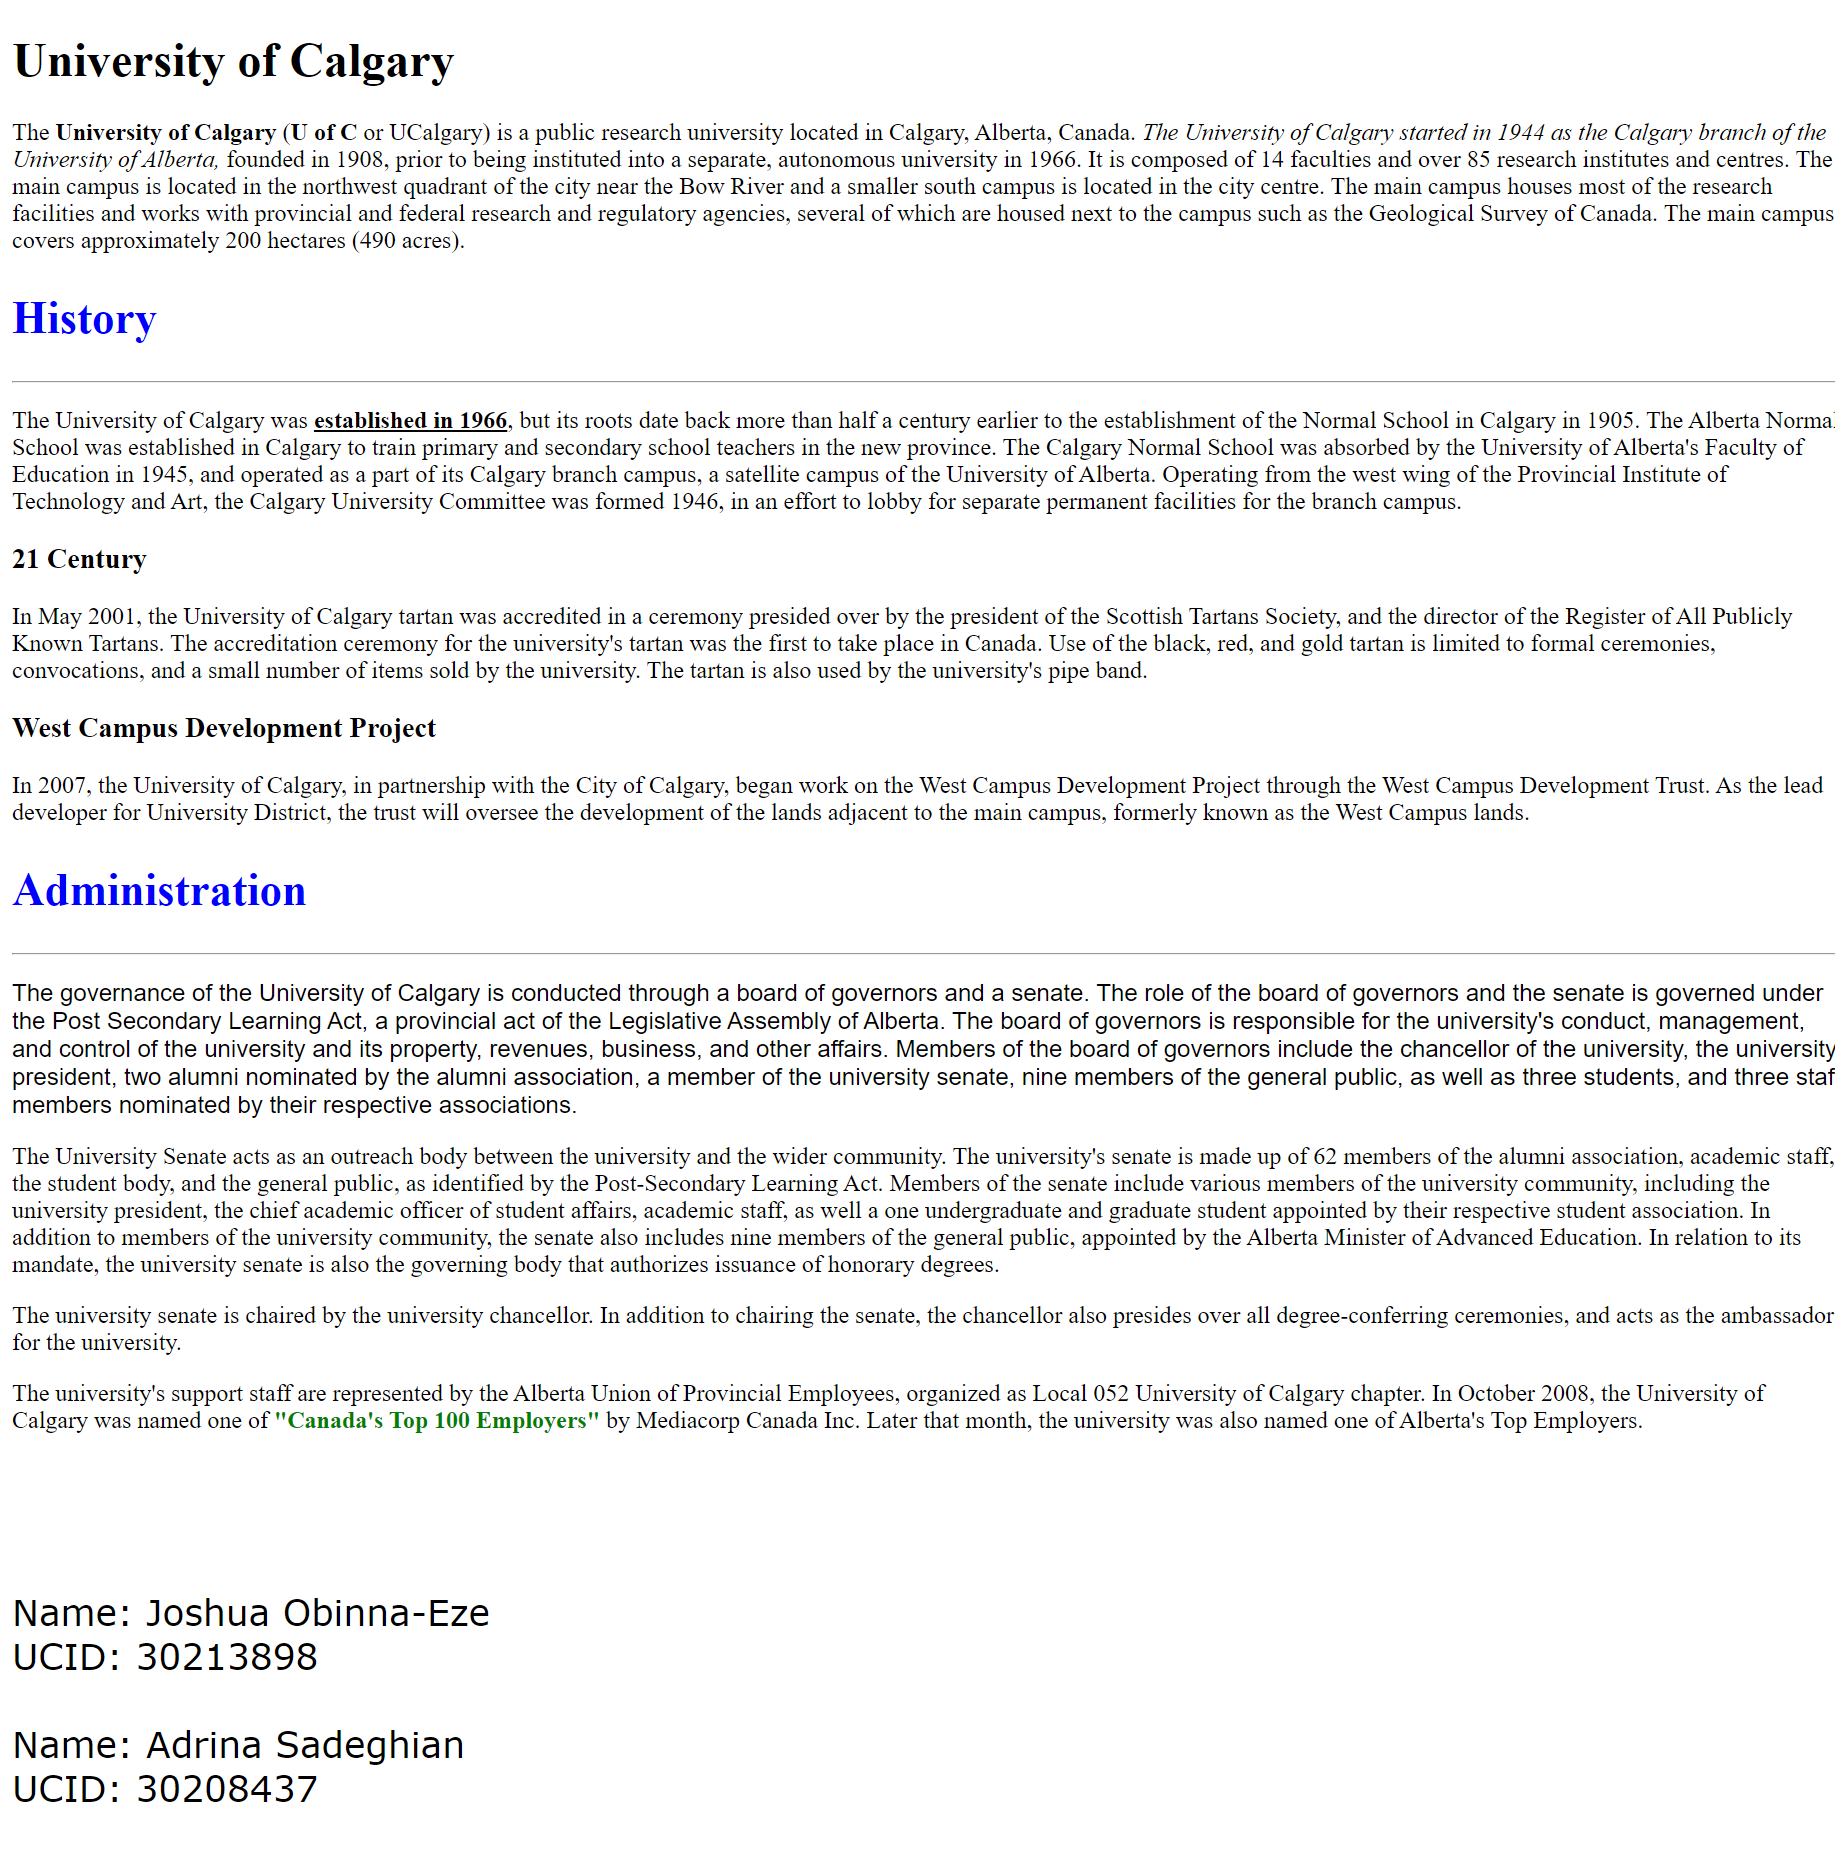 University of Calgary
The University of Calgary (U of C or UCalgary) is a public research university located in Calgary, Alberta, Canada. The University of Calgary started in 1944 as the Calgary branch of the
University of Alberta, founded in 1908, prior to being instituted into a separate, autonomous university in 1966. It is composed of 14 faculties and over 85 research institutes and centres. The
main campus is located in the northwest quadrant of the city near the Bow River and a smaller south campus is located in the city centre. The main campus houses most of the research
facilities and works with provincial and federal research and regulatory agencies, several of which are housed next to the campus such as the Geological Survey of Canada. The main campus
covers approximately 200 hectares (490 acres).
History
The University of Calgary was established in 1966, but its roots date back more than half a century earlier to the establishment of the Normal School in Calgary in 1905. The Alberta Normal
School was established in Calgary to train primary and secondary school teachers in the new province. The Calgary Normal School was absorbed by the University of Alberta's Faculty of
Education in 1945, and operated as a part of its Calgary branch campus, a satellite campus of the University of Alberta. Operating from the west wing of the Provincial Institute of
Technology and Art, the Calgary University Committee was formed 1946, in an effort to lobby for separate permanent facilities for the branch campus.
21 Century
In May 2001, the University of Calgary tartan was accredited in a ceremony presided over by the president of the Scottish Tartans Society, and the director of the Register of All Publicly
Known Tartans. The accreditation ceremony for the university's tartan was the first to take place in Canada. Use of the black, red, and gold tartan is limited to formal ceremonies,
convocations, and a small number of items sold by the university. The tartan is also used by the university's pipe band.
West Campus Development Project
In 2007, the University of Calgary, in partnership with the City of Calgary, began work on the West Campus Development Project through the West Campus Development Trust. As the lead
developer for University District, the trust will oversee the development of the lands adjacent to the main campus, formerly known as the West Campus lands.
Administration
The governance of the University of Calgary is conducted through a board of governors and a senate. The role of the board of governors and the senate is governed under
the Post Secondary Learning Act, a provincial act of the Legislative Assembly of Alberta. The board of governors is responsible for the university's conduct, management,
and control of the university and its property, revenues, business, and other affairs. Members of the board of governors include the chancellor of the university, the university
president, two alumni nominated by the alumni association, a member of the university senate, nine members of the general public, as well as three students, and three staf
members nominated by their respective associations.
The University Senate acts as an outreach body between the university and the wider community. The university's senate is made up of 62 members of the alumni association, academic staff,
the student body, and the general public, as identified by the Post-Secondary Learning Act. Members of the senate include various members of the university community, including the
university president, the chief academic officer of student affairs, academic staff, as well a one undergraduate and graduate student appointed by their respective student association. In
addition to members of the university community, the senate also includes nine members of the general public, appointed by the Alberta Minister of Advanced Education. In relation to its
mandate, the university senate is also the governing body that authorizes issuance of honorary degrees.
The university senate is chaired by the university chancellor. In addition to chairing the senate, the chancellor also presides over all degree-conferring ceremonies, and acts as the ambassador
for the university.
The university's support staff are represented by the Alberta Union of Provincial Employees, organized as Local 052 University of Calgary chapter. In October 2008, the University of
Calgary was named one of "Canada's Top 100 Employers" by Mediacorp Canada Inc. Later that month, the university was also named one of Alberta's Top Employers.
Name: Joshua Obinna-Eze
UCID: 30213898
Name: Adrina Sadeghian
UCID: 30208437